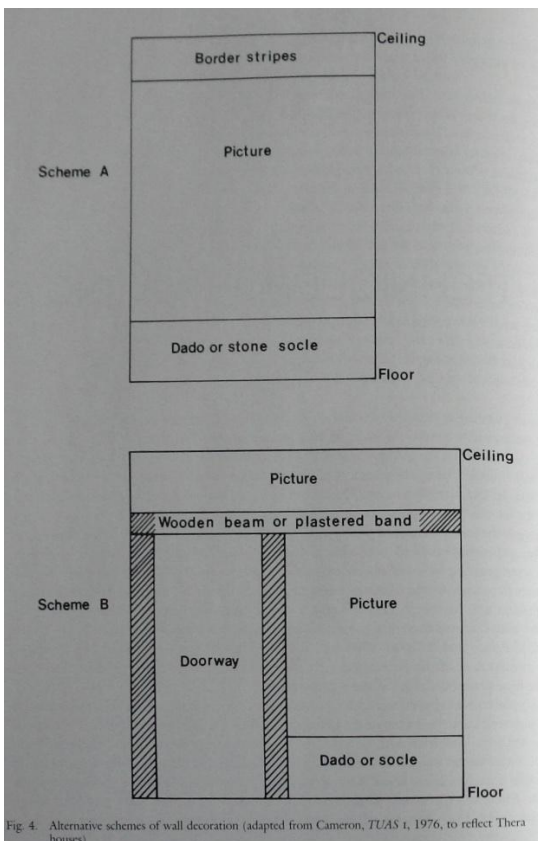 Ceiling
Border stripes
Picture
Scheme A
Dado or stone socle
Floor
Ceiling
Picture
Wooden beam or plastered band
Scheme B
Picture
Doorway
Dado or socle
Floor
Fig. 4. Alternative schemes of wall decoration (adapted from Cameron, TUAS 1, 1976, to reflect Thera
houses)